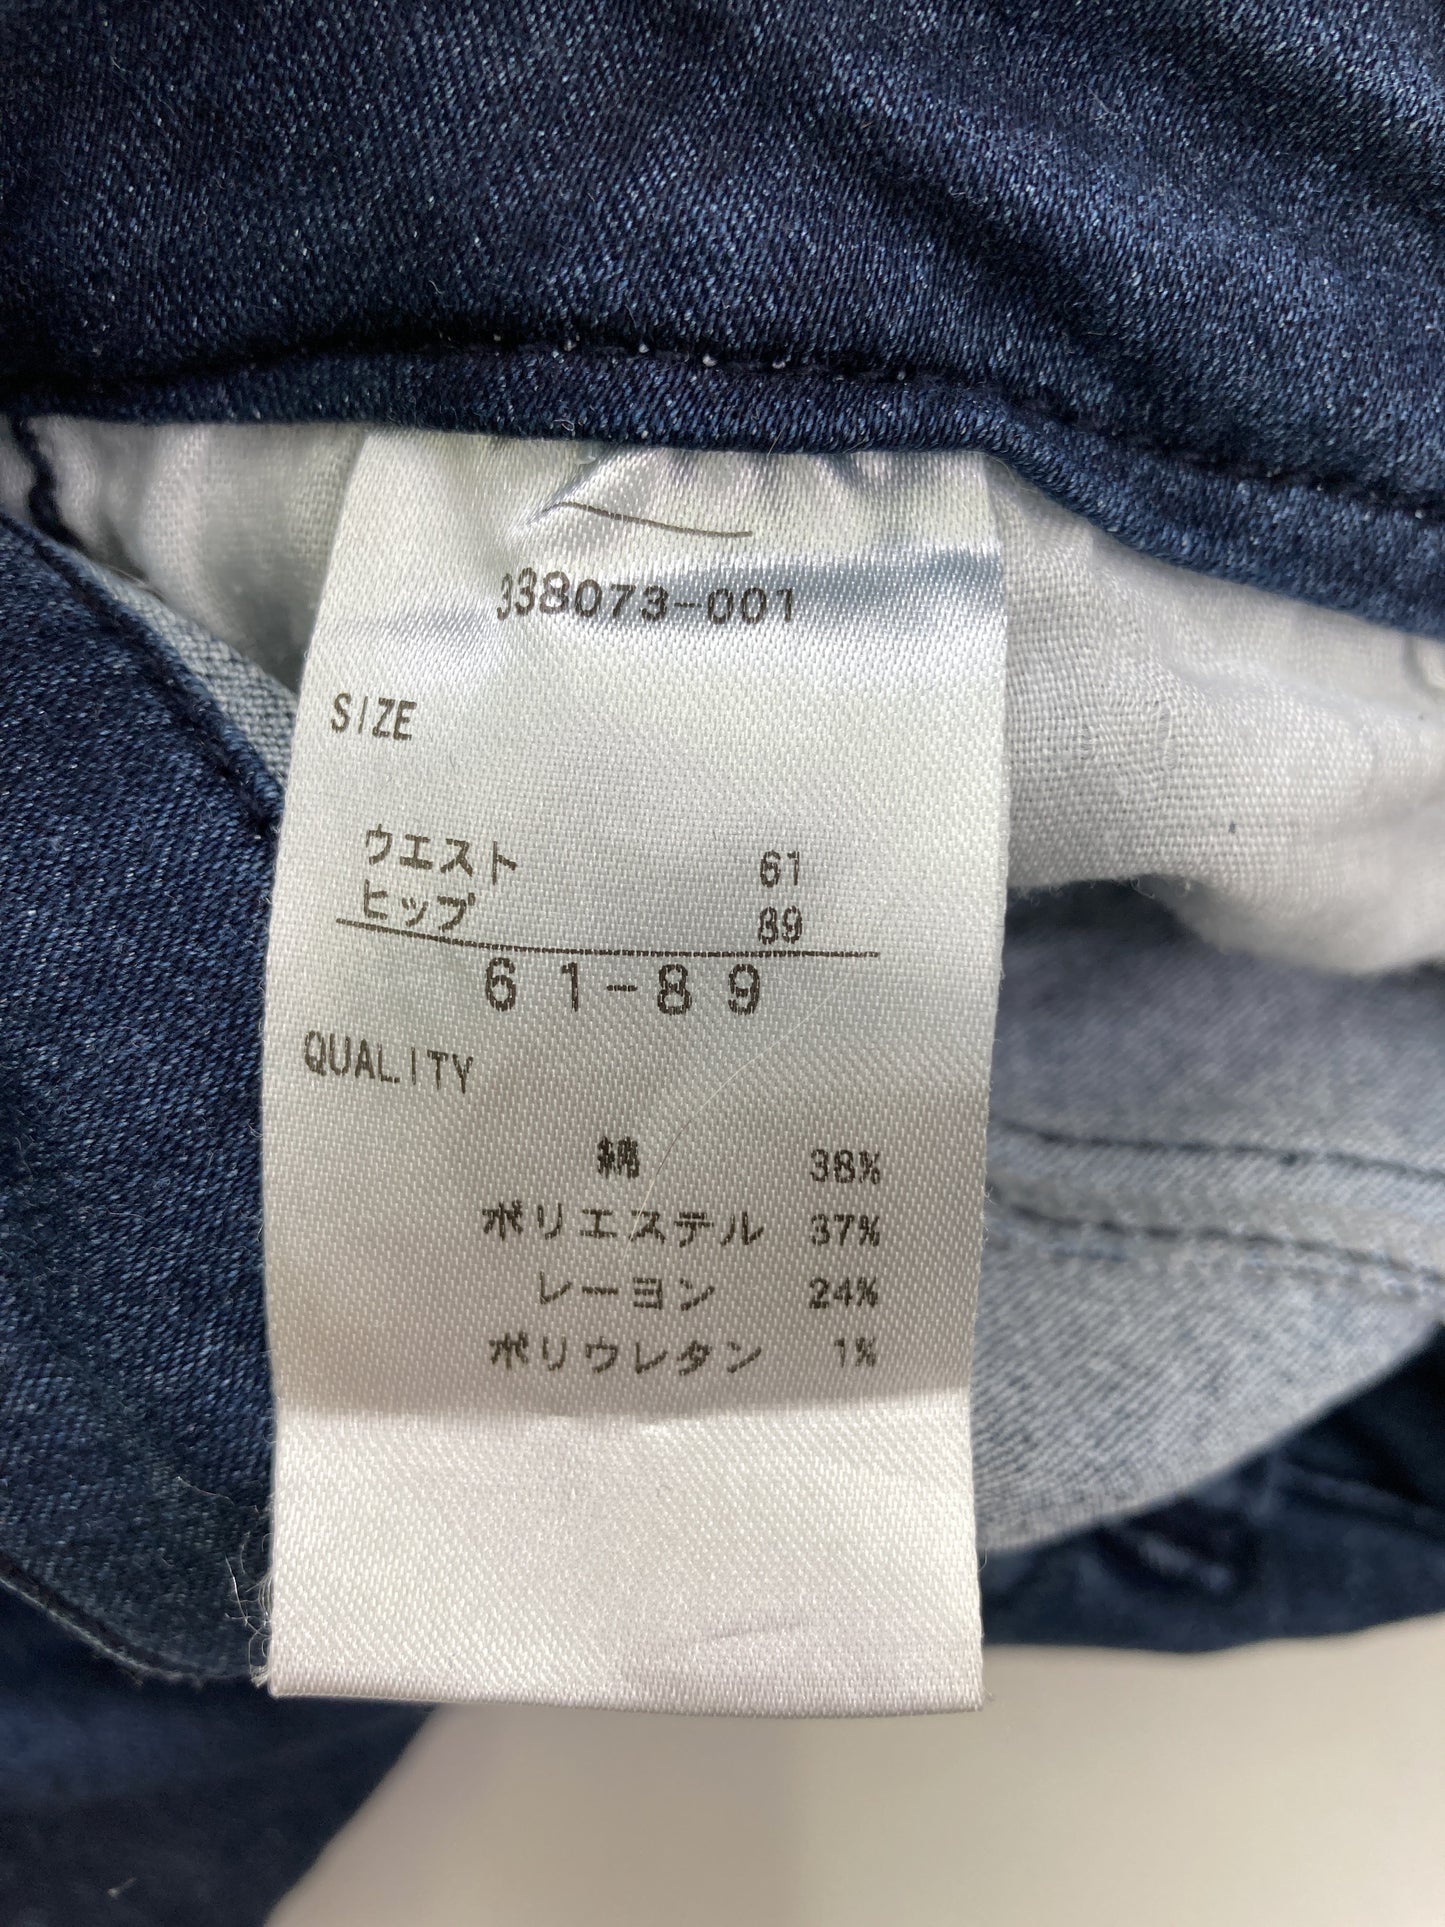 338073-001
SIZE
ウエスト 61
ヒップ 89
61-89
QUALITY
綿 38%
ポリエステル 37%
レーヨン 24%
ポリウレタン 1%